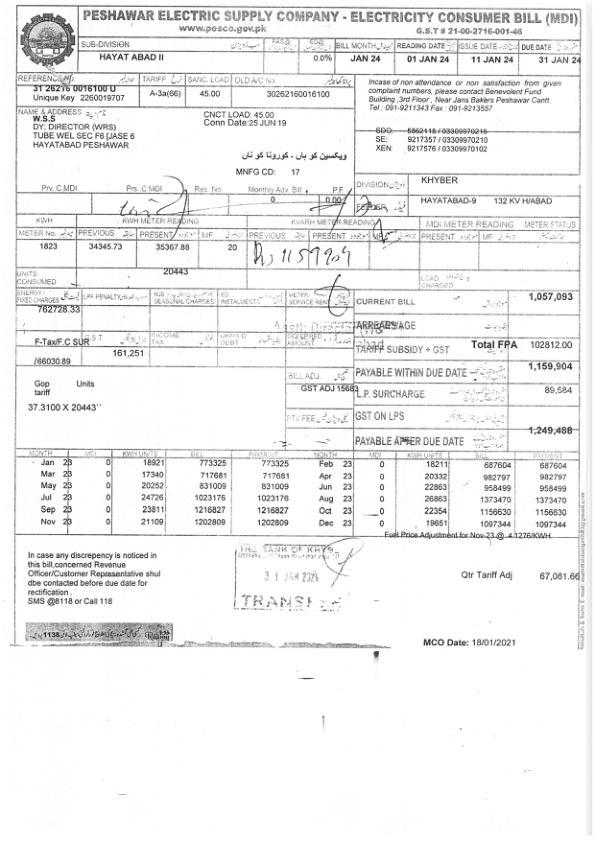 PESHAWAR ELECTRIC SUPPLY COMPANY - ELECTRICITY CONSUMER BILL (MDI)
www.pesco.gov.pk G.S.T # 21-00-2716-001-46
SUB-DIVISION BILL MONTH READING DATE ISSUE DATE DUE DATE
HAYAT ABAD II 0.0% JAN 24 01 JAN 24 11 JAN 24 31 JAN 24
REFERENCE TARIFF SANC. LOAD OLD A/C No.
31 26216 0016100 U A-3a(66) 45.00 30262160016100
Unique Key 2260019707
Incase of non attendance or non satisfaction from given
complaint numbers, please contact Benevolent Fund
Building ,3rd Floor , Near Jans Bakers Peshawar Cantt.
Tel : 091-9211343 Fax : 091-9213557
NAME & ADDRESS
W.S.S
DY; DIRECTOR (WRS)
TUBE WEL SEC F6 [JASE 6
HAYATABAD PESHAWAR
CNCT LOAD: 45.00
Conn Date:25 JUN 19
ویکسین کو ہاں ، کورونا کو ناں
MNFG CD: 17
SDO: 5862118 / 03309970216
SE: 9217357 / 03309970210
XEN: 9217576 / 03309970102
Prv. C.MDI Prs. C.MDI Res. No. Monthly Adv. Bill P.F
0 0.00
DIVISION KHYBER
FEEDER HAYATABAD-9 132 KV H/ABAD
KWH KWH METER READING KVARH METER READING MDI METER READING METER STATUS
METER No. PREVIOUS PRESENT MF PREVIOUS PRESENT MF PREVIOUS PRESENT MF
1823 34345.73 35367.88 20
Rs 1159904
UNITS CONSUMED 20443
LOAD CHARGED
ENERGY / FIXED CHARGES LPF PENALTY SEASONAL CHARGES INSTALMENTS METER SERVICE RENT
762728.33
CURRENT BILL 1,057,093
ARREARS/AGE
F-Tax/F.C SUR GST INCOME TAX DEBT DEFERRED AMOUNT
161,251
Total FPA 102812.00
TARIFF SUBSIDY + GST
/66030.89
PAYABLE WITHIN DUE DATE 1,159,904
BILL ADJ
GST ADJ 15683
L.P. SURCHARGE 89,584
Gop Units
tariff
37.3100 X 20443''
PTV FEE
GST ON LPS
PAYABLE AFTER DUE DATE 1,249,488
MONTH MDI KWH UNITS BILL PAYMENT MONTH MDI KWH UNITS BILL PAYMENT
Jan 23 0 18921 773325 773325 Feb 23 0 18211 687604 687604
Mar 23 0 17340 717681 717681 Apr 23 0 20332 982797 982797
May 23 0 20252 831009 831009 Jun 23 0 22863 958499 958499
Jul 23 0 24726 1023176 1023176 Aug 23 0 26863 1373470 1373470
Sep 23 0 23811 1216827 1216827 Oct 23 0 22354 1156630 1156630
Nov 23 0 21109 1202809 1202809 Dec 23 0 19651 1097344 1097344
Fuel Price Adjustment for Nov-23 @ 4.1276/KWH
In case any discrepency is noticed in
this bill,concerned Revenue
Officer/Customer Representative shul
dbe contacted before due date for
rectification .
SMS @8118 or Call 118
THE BANK OF KHYB
31 JAN 2024
TRANSFE
Qtr Tariff Adj 67,081.66
MCO Date: 18/01/2021